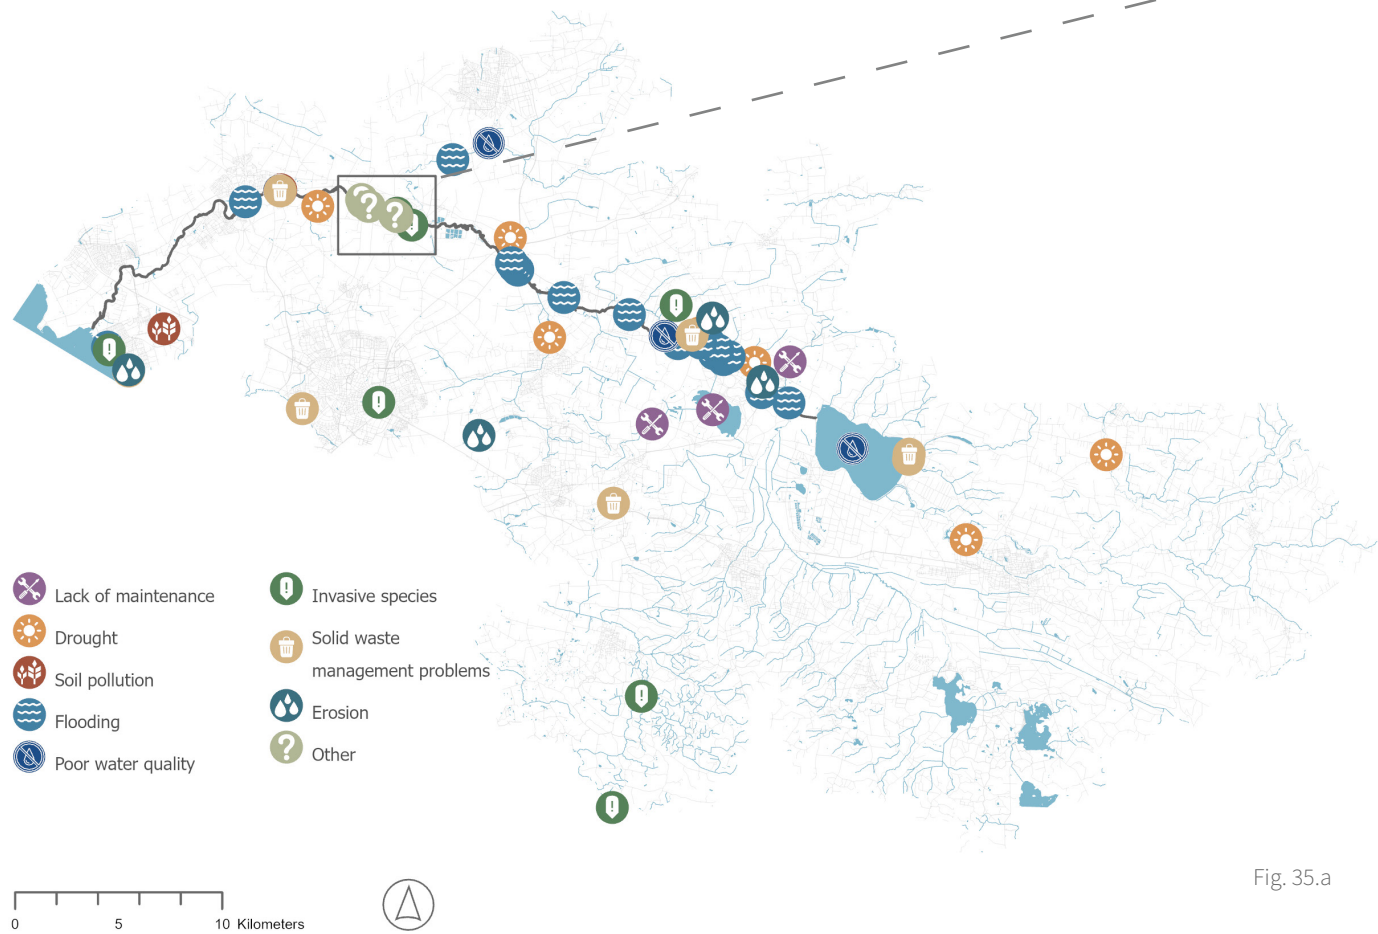 Lack of maintenance
Drought
Soil pollution
Flooding
Poor water quality
Invasive species
Solid waste
management problems
Erosion
Other
Fig. 35.a
0 5 10 Kilometers